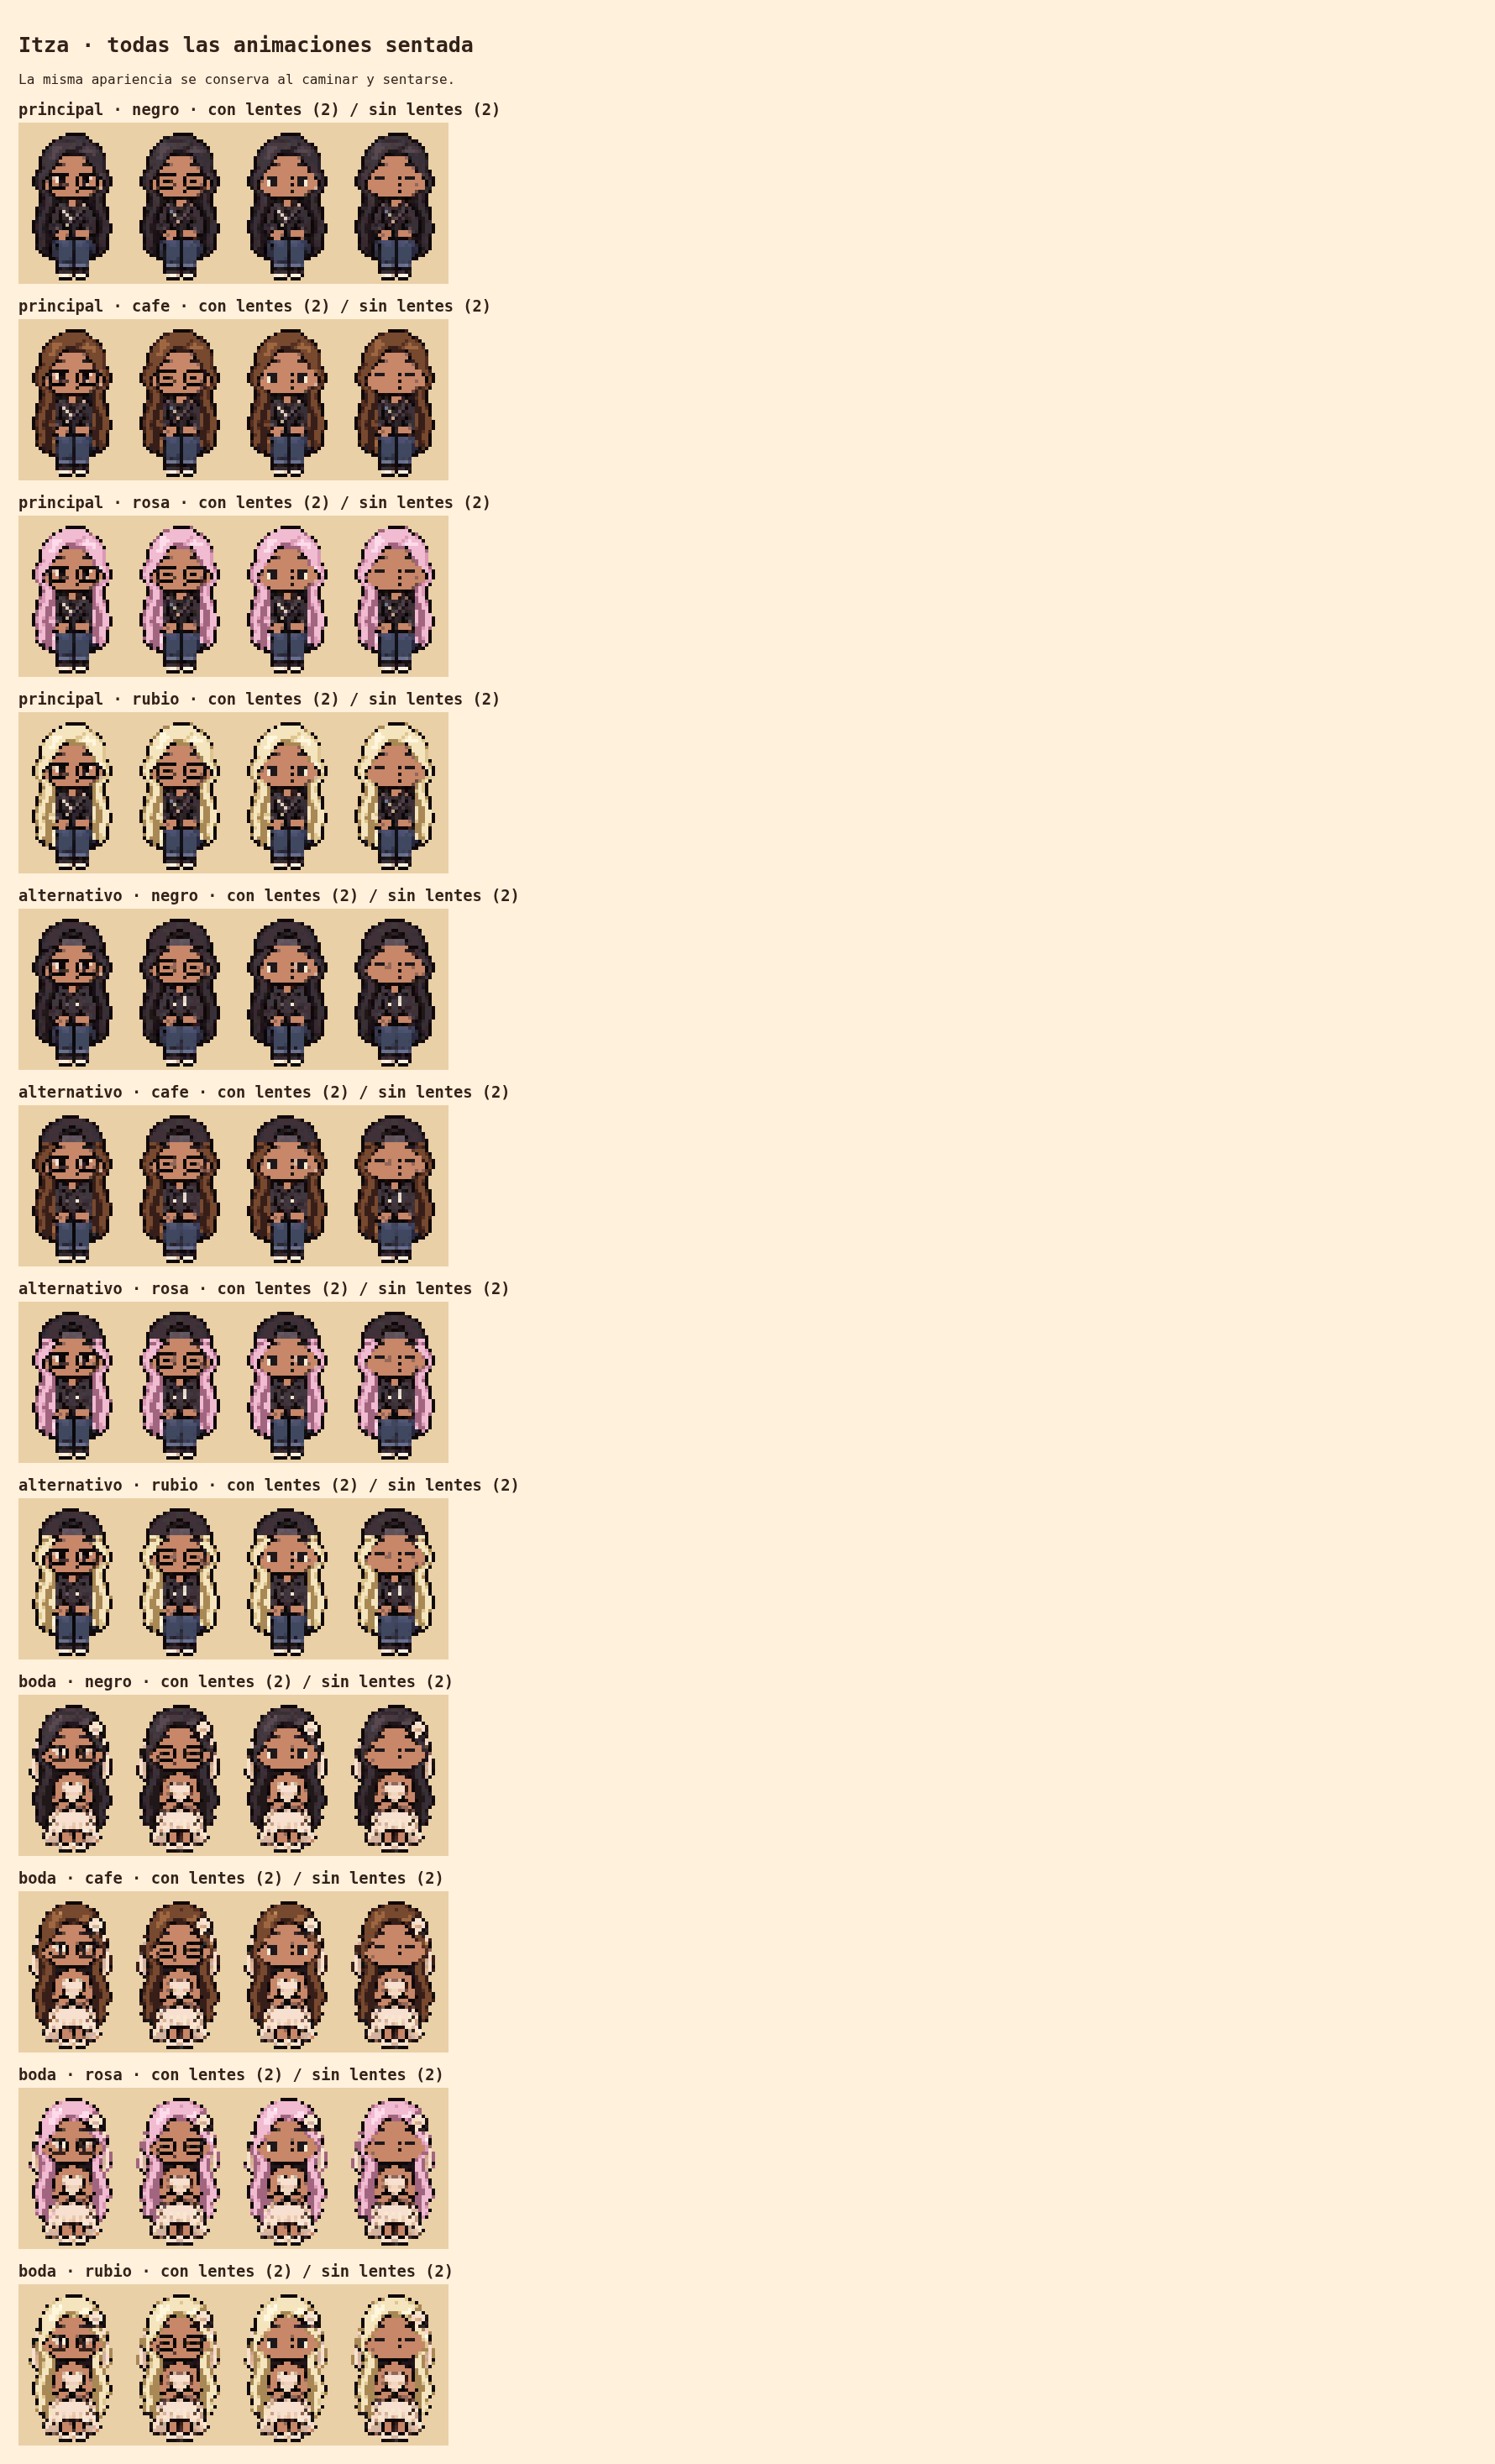 Itza · todas las animaciones sentada
La misma apariencia se conserva al caminar y sentarse.
principal · negro · con lentes (2) / sin lentes (2)
principal · cafe · con lentes (2) / sin lentes (2)
principal · rosa · con lentes (2) / sin lentes (2)
principal · rubio · con lentes (2) / sin lentes (2)
alternativo · negro · con lentes (2) / sin lentes (2)
alternativo · cafe · con lentes (2) / sin lentes (2)
alternativo · rosa · con lentes (2) / sin lentes (2)
alternativo · rubio · con lentes (2) / sin lentes (2)
boda · negro · con lentes (2) / sin lentes (2)
boda · cafe · con lentes (2) / sin lentes (2)
boda · rosa · con lentes (2) / sin lentes (2)
boda · rubio · con lentes (2) / sin lentes (2)